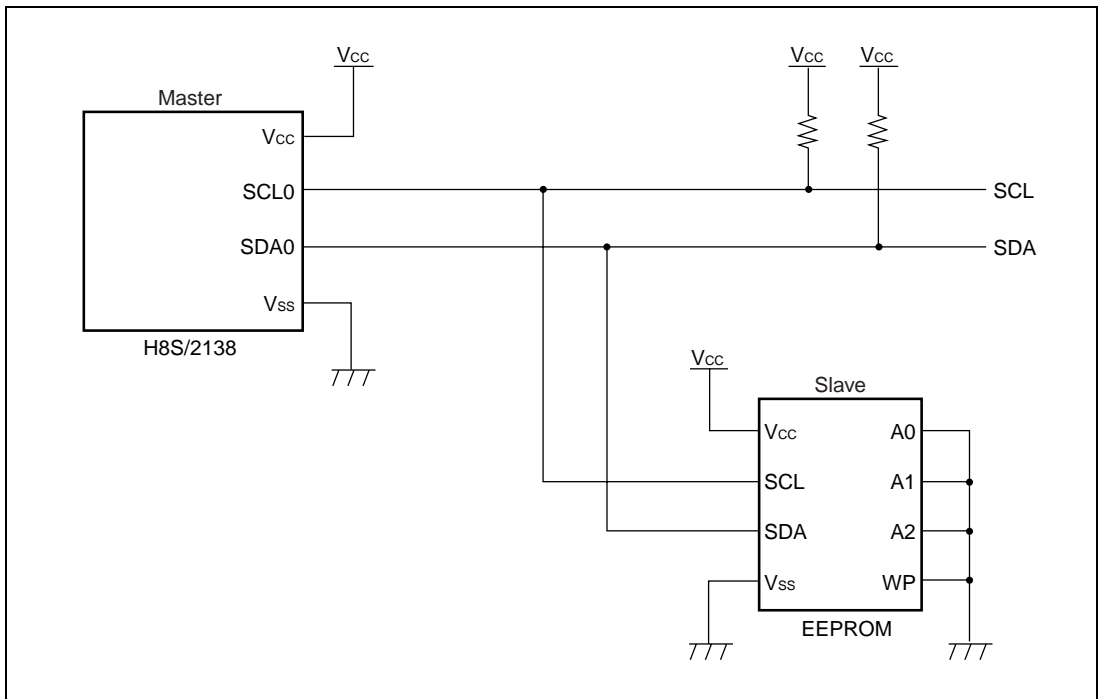 Vcc
Vcc Vcc
Master
Vcc
SCL0
SCL
SDA0
SDA
Vss
H8S/2138
Vcc
Slave
Vcc A0
SCL A1
SDA A2
Vss WP
EEPROM